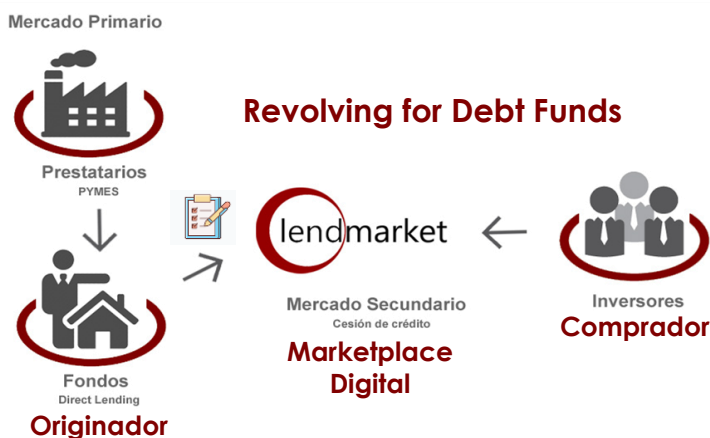 Mercado Primario
Revolving for Debt Funds
Prestatarios
PYMES
lendmarket
Mercado Secundario
Cesión de crédito
Marketplace
Digital
Inversores
Comprador
Fondos
Direct Lending
Originador